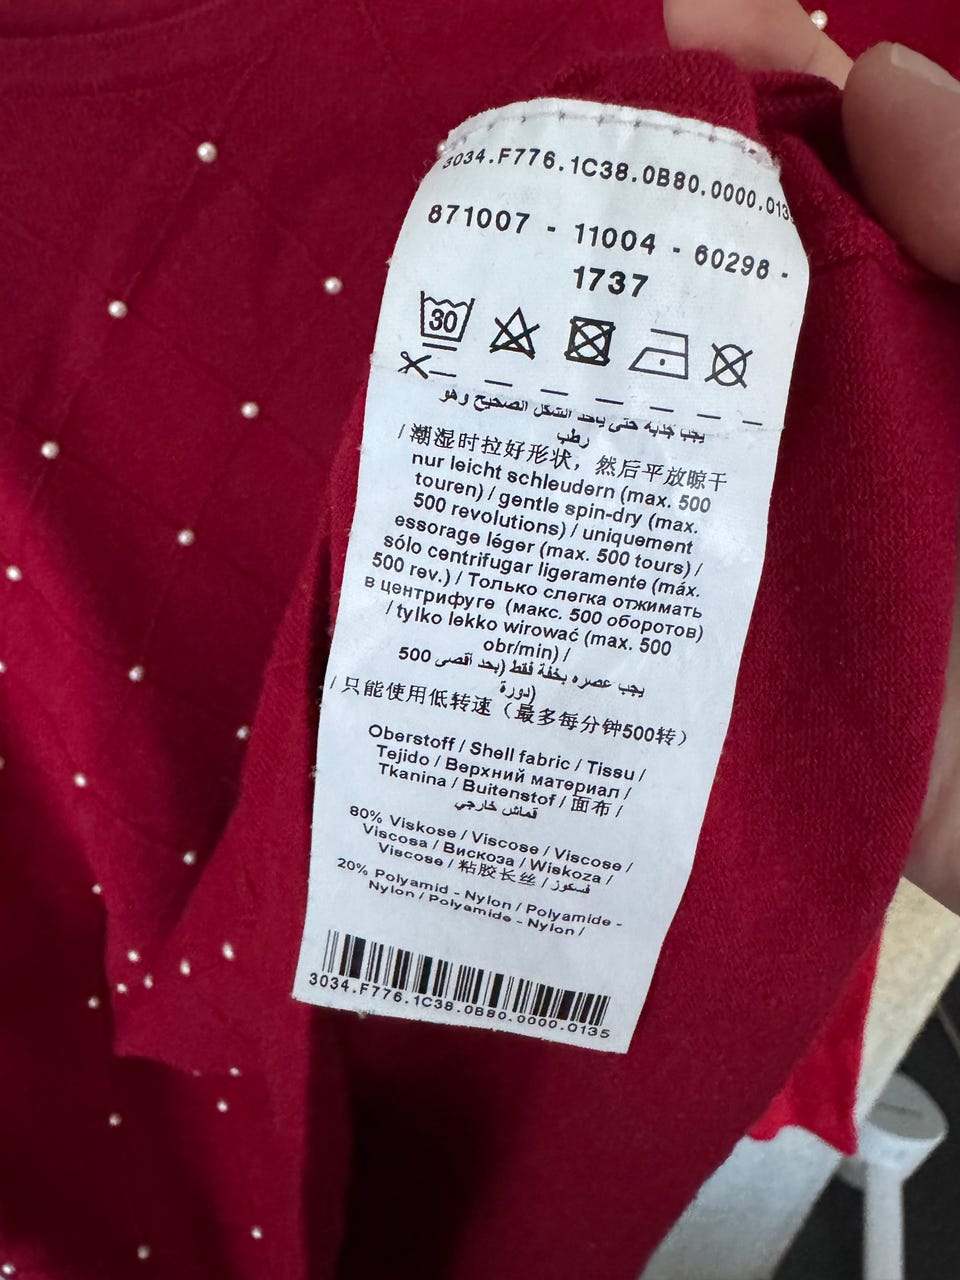 3034.F776.1C38.0B80.0000.0135
871007 - 11004 - 60298 -
1737
30
يجب جذبه حتى يأخذ الشكل الصحيح وهو
رطب
/ 潮湿时拉好形状，然后平放晾干
nur leicht schleudern (max. 500
touren) / gentle spin-dry (max.
500 revolutions) / uniquement
essorage léger (max. 500 tours) /
sólo centrifugar ligeramente (máx.
500 rev.) / Только слегка отжимать
в центрифуге (макс. 500 оборотов)
/ tylko lekko wirować (max. 500
obr/min) /
يجب عصره بخفة فقط (بحد أقصى 500
دورة)
/ 只能使用低转速（最多每分钟500转）
Oberstoff / Shell fabric / Tissu /
Tejido / Верхний материал /
Tkanina / Buitenstof / 面布 /
قماش خارجي
80% Viskose / Viscose / Viscose /
Viscosa / Вискоза / Wiskoza /
Viscose / 粘胶长丝 / فسكوز
20% Polyamid - Nylon / Polyamide -
Nylon / Polyamide - Nylon /
3034.F776.1C38.0B80.0000.0135